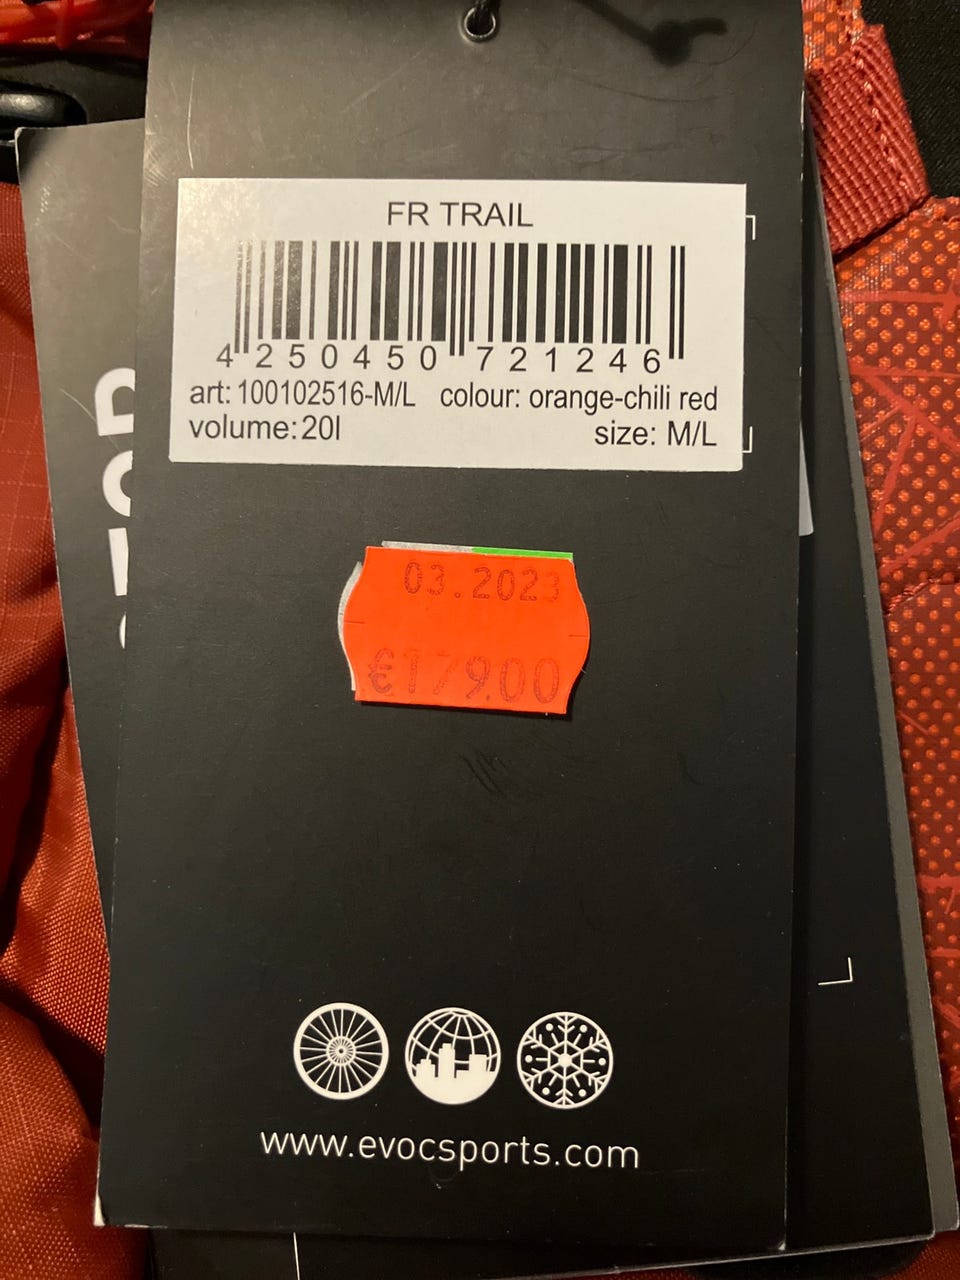 FR TRAIL
4 250450 721246
art: 100102516-M/L colour: orange-chili red
volume: 20l size: M/L
03.2023
€179.00
www.evocsports.com